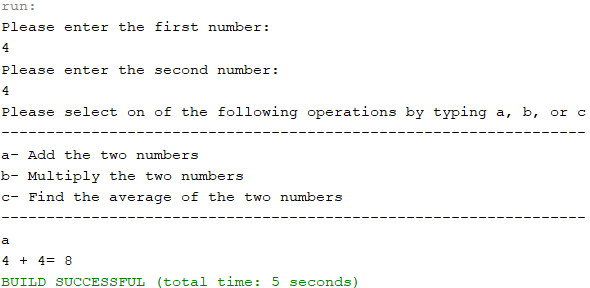 run:
Please enter the first number:
4
Please enter the second number:
4
Please select on of the following operations by typing a, b, or c
-----------------------------------------------------------------
a- Add the two numbers
b- Multiply the two numbers
c- Find the average of the two numbers
-----------------------------------------------------------------
a
4 + 4= 8
BUILD SUCCESSFUL (total time: 5 seconds)